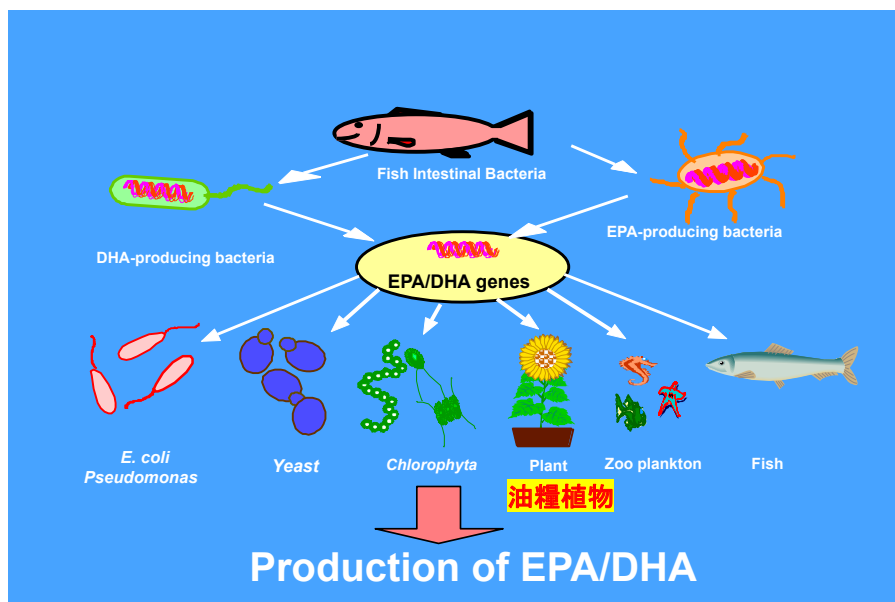 Fish Intestinal Bacteria
DHA-producing bacteria
EPA-producing bacteria
EPA/DHA genes
E. coli
Pseudomonas
Yeast
Chlorophyta
Plant
Zoo plankton
Fish
油糧植物
Production of EPA/DHA